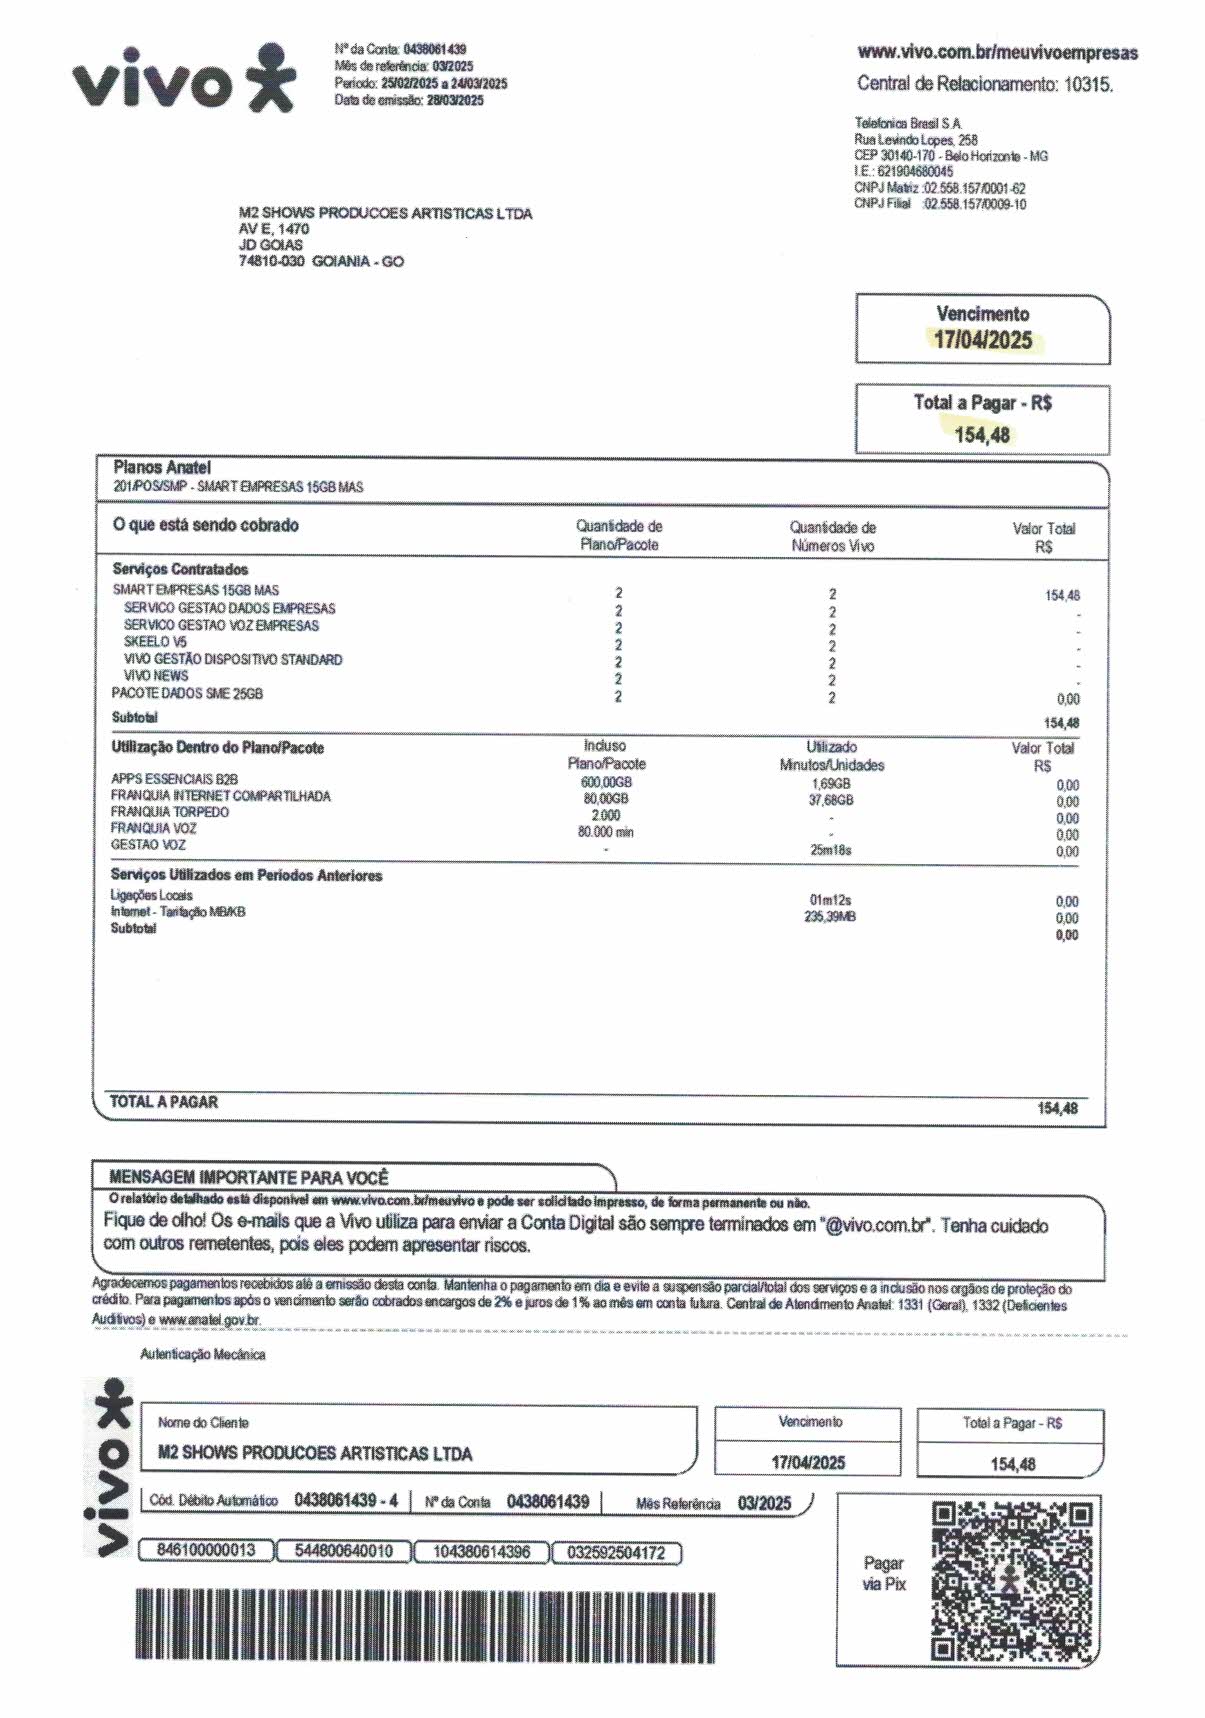 vivo
Nº da Conta: 0438061439
Mês de referência: 03/2025
Período: 25/02/2025 a 24/03/2025
Data de emissão: 28/03/2025
www.vivo.com.br/meuvivoempresas
Central de Relacionamento: 10315.
Telefonica Brasil S.A.
Rua Levindo Lopes, 258
CEP 30140-170 - Belo Horizonte - MG
I.E.: 621904680045
CNPJ Matriz :02.558.157/0001-62
CNPJ Filial :02.558.157/0009-10
M2 SHOWS PRODUCOES ARTISTICAS LTDA
AV E, 1470
JD GOIAS
74810-030 GOIANIA - GO
Vencimento
17/04/2025
Total a Pagar - R$
154,48
Planos Anatel
201/POS/SMP - SMART EMPRESAS 15GB MAS
O que está sendo cobrado Quantidade de Plano/Pacote Quantidade de Números Vivo Valor Total R$
Serviços Contratados
SMART EMPRESAS 15GB MAS 2 2 154,48
SERVICO GESTAO DADOS EMPRESAS 2 2 -
SERVICO GESTAO VOZ EMPRESAS 2 2 -
SKEELO V5 2 2 -
VIVO GESTÃO DISPOSITIVO STANDARD 2 2 -
VIVO NEWS 2 2 -
PACOTE DADOS SME 25GB 2 2 0,00
Subtotal 154,48
Utilização Dentro do Plano/Pacote Incluso Plano/Pacote Utilizado Minutos/Unidades Valor Total R$
APPS ESSENCIAIS B2B 600,00GB 1,69GB 0,00
FRANQUIA INTERNET COMPARTILHADA 80,00GB 37,68GB 0,00
FRANQUIA TORPEDO 2.000 - 0,00
FRANQUIA VOZ 80.000 min - 0,00
GESTAO VOZ - 25m18s 0,00
Serviços Utilizados em Períodos Anteriores
Ligações Locais 01m12s 0,00
Internet - Tarifação MB/KB 235,39MB 0,00
Subtotal 0,00
TOTAL A PAGAR 154,48
MENSAGEM IMPORTANTE PARA VOCÊ
O relatório detalhado está disponível em www.vivo.com.br/meuvivo e pode ser solicitado impresso, de forma permanente ou não.
Fique de olho! Os e-mails que a Vivo utiliza para enviar a Conta Digital são sempre terminados em "@vivo.com.br". Tenha cuidado
com outros remetentes, pois eles podem apresentar riscos.
Agradecemos pagamentos recebidos até a emissão desta conta. Mantenha o pagamento em dia e evite a suspensão parcial/total dos serviços e a inclusão nos orgãos de proteção do
crédito. Para pagamentos após o vencimento serão cobrados encargos de 2% e juros de 1% ao mês em conta futura. Central de Atendimento Anatel: 1331 (Geral), 1332 (Deficientes
Auditivos) e www.anatel.gov.br.
Autenticação Mecânica
vivo
Nome do Cliente
M2 SHOWS PRODUCOES ARTISTICAS LTDA
Vencimento
17/04/2025
Total a Pagar - R$
154,48
Cód. Débito Automático 0438061439 - 4 Nº da Conta 0438061439 Mês Referência 03/2025
846100000013 544800640010 104380614396 032592504172
Pagar
via Pix